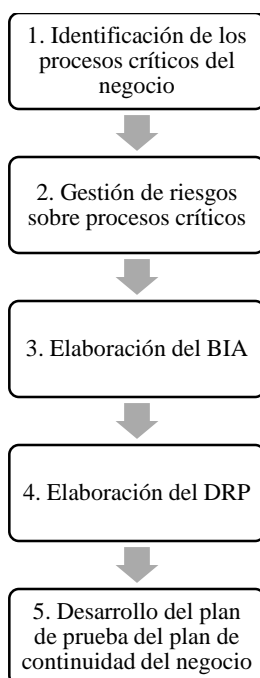 1. Identificación de los
procesos críticos del
negocio
2. Gestión de riesgos
sobre procesos críticos
3. Elaboración del BIA
4. Elaboración del DRP
5. Desarrollo del plan
de prueba del plan de
continuidad del negocio